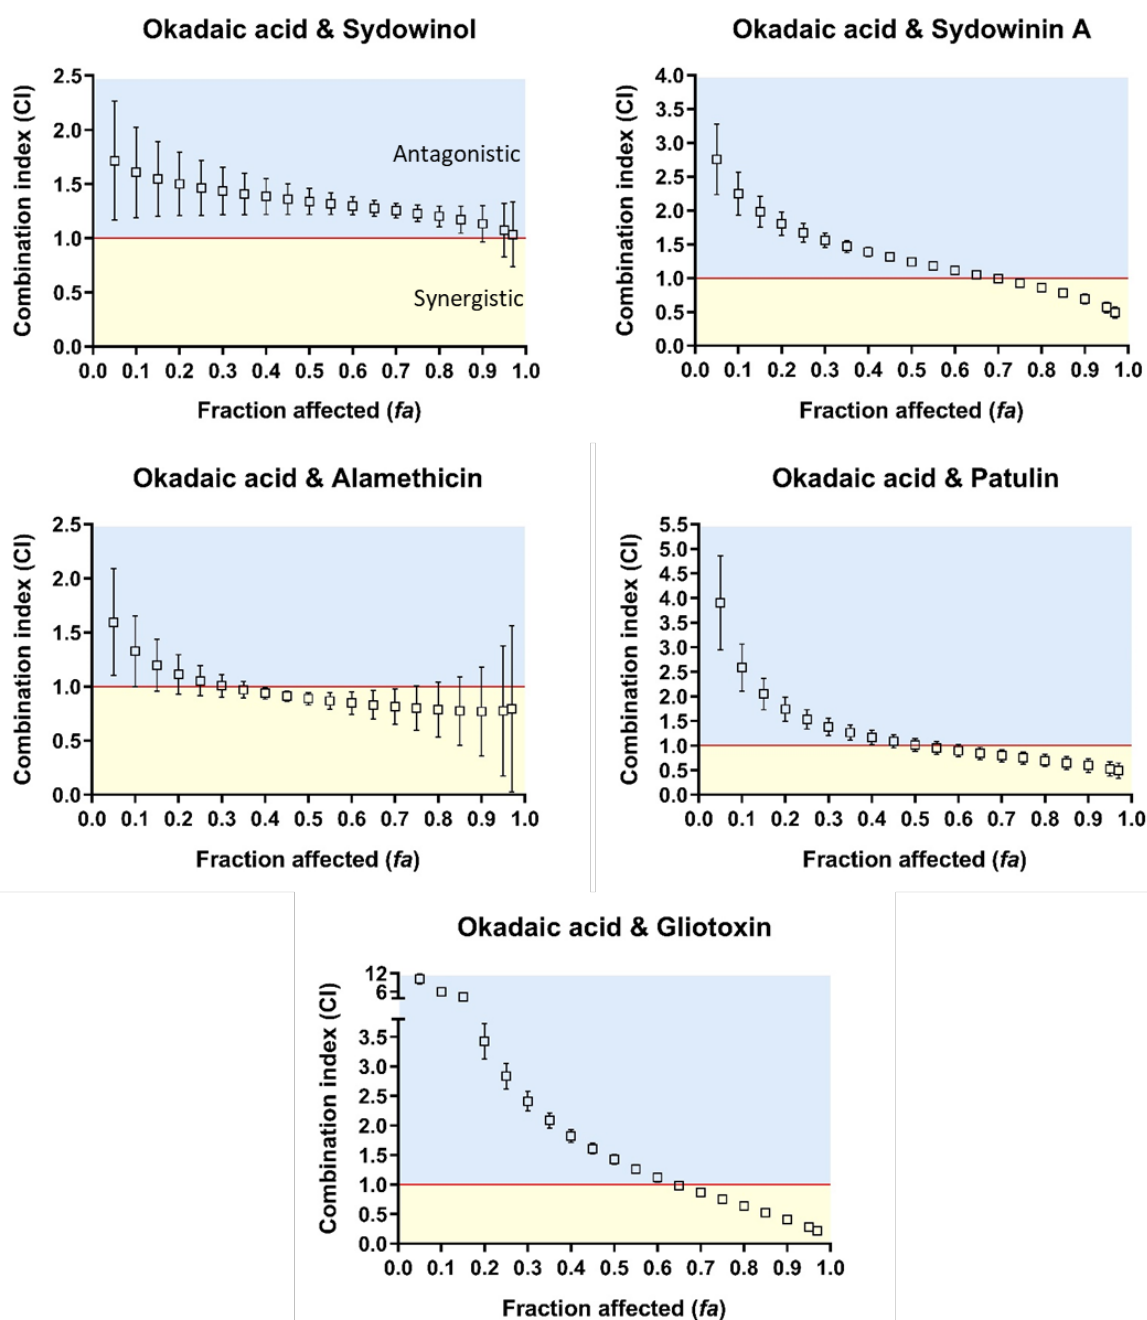 Okadaic acid & Sydowinol
Combination index (CI)
2.5
2.0
1.5
1.0
0.5
0.0
Antagonistic
Synergistic
0.0 0.1 0.2 0.3 0.4 0.5 0.6 0.7 0.8 0.9 1.0
Fraction affected (fa)
Okadaic acid & Sydowinin A
Combination index (CI)
4.0
3.5
3.0
2.5
2.0
1.5
1.0
0.5
0.0
0.0 0.1 0.2 0.3 0.4 0.5 0.6 0.7 0.8 0.9 1.0
Fraction affected (fa)
Okadaic acid & Alamethicin
Combination index (CI)
2.5
2.0
1.5
1.0
0.5
0.0
0.0 0.1 0.2 0.3 0.4 0.5 0.6 0.7 0.8 0.9 1.0
Fraction affected (fa)
Okadaic acid & Patulin
Combination index (CI)
5.5
5.0
4.5
4.0
3.5
3.0
2.5
2.0
1.5
1.0
0.5
0.0
0.0 0.1 0.2 0.3 0.4 0.5 0.6 0.7 0.8 0.9 1.0
Fraction affected (fa)
Okadaic acid & Gliotoxin
Combination index (CI)
12
6
3.5
3.0
2.5
2.0
1.5
1.0
0.5
0.0
0.0 0.1 0.2 0.3 0.4 0.5 0.6 0.7 0.8 0.9 1.0
Fraction affected (fa)